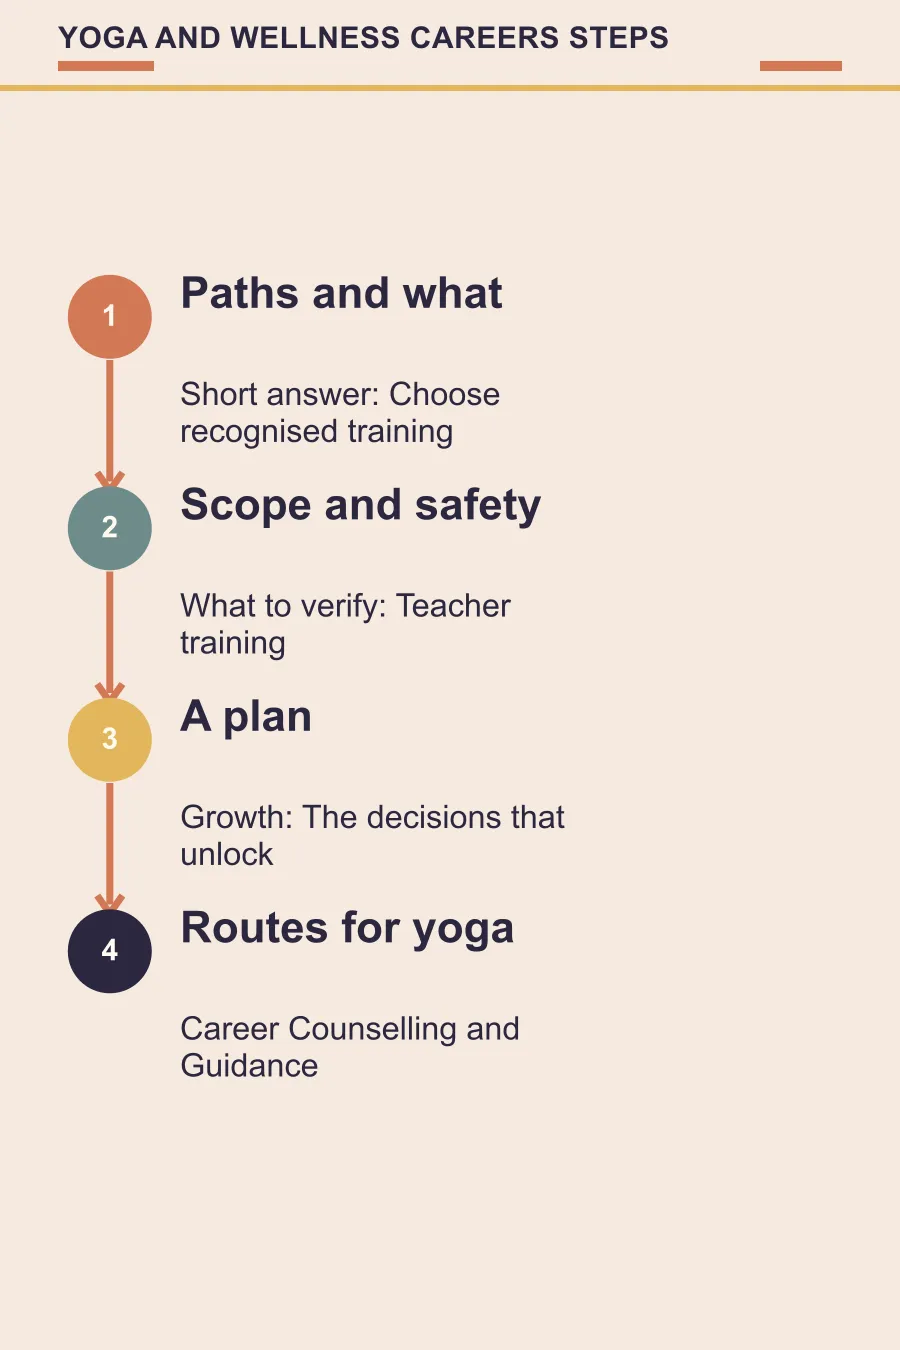 YOGA AND WELLNESS CAREERS STEPS
1
Paths and what
Short answer: Choose
recognised training
2
Scope and safety
What to verify: Teacher
training
3
A plan
Growth: The decisions that
unlock
4
Routes for yoga
Career Counselling and
Guidance